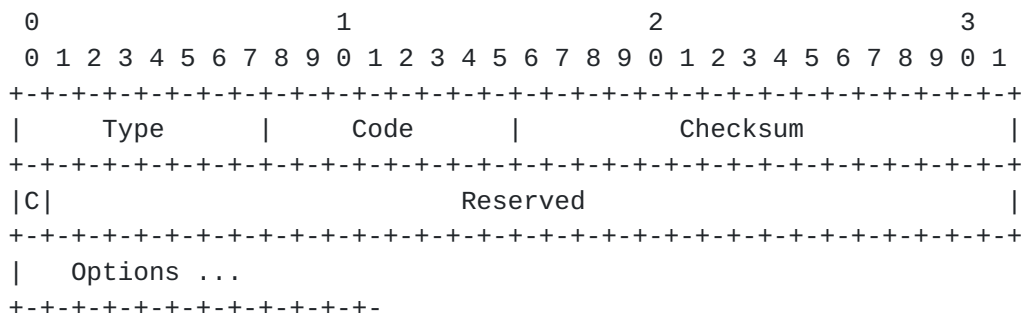 0                   1                   2                   3
 0 1 2 3 4 5 6 7 8 9 0 1 2 3 4 5 6 7 8 9 0 1 2 3 4 5 6 7 8 9 0 1
+-+-+-+-+-+-+-+-+-+-+-+-+-+-+-+-+-+-+-+-+-+-+-+-+-+-+-+-+-+-+-+-+
|     Type      |     Code      |          Checksum             |
+-+-+-+-+-+-+-+-+-+-+-+-+-+-+-+-+-+-+-+-+-+-+-+-+-+-+-+-+-+-+-+-+
|C|                          Reserved                           |
+-+-+-+-+-+-+-+-+-+-+-+-+-+-+-+-+-+-+-+-+-+-+-+-+-+-+-+-+-+-+-+-+
|   Options ...
+-+-+-+-+-+-+-+-+-+-+-+-